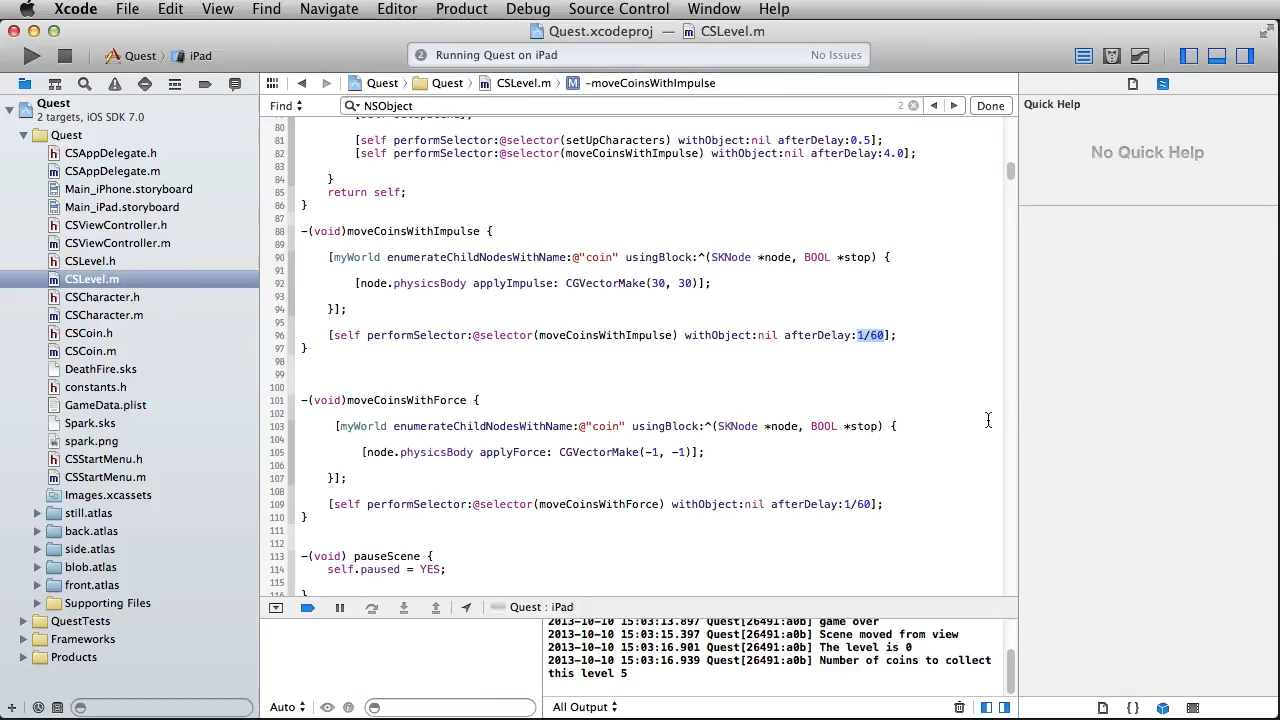 Xcode File Edit View Find Navigate Editor Product Debug Source Control Window Help
Quest.xcodeproj — CSLevel.m
Quest iPad
2 Running Quest on iPad No Issues
Quest Quest CSLevel.m M -moveCoinsWithImpulse
Quest
2 targets, iOS SDK 7.0
Quest
CSAppDelegate.h
CSAppDelegate.m
Main_iPhone.storyboard
Main_iPad.storyboard
CSViewController.h
CSViewController.m
CSLevel.h
CSLevel.m
CSCharacter.h
CSCharacter.m
CSCoin.h
CSCoin.m
DeathFire.sks
constants.h
GameData.plist
Spark.sks
spark.png
CSStartMenu.h
CSStartMenu.m
Images.xcassets
still.atlas
back.atlas
side.atlas
blob.atlas
front.atlas
Supporting Files
QuestTests
Frameworks
Products
Find NSObject 2 Done
80
81 [self performSelector:@selector(setUpCharacters) withObject:nil afterDelay:0.5];
82 [self performSelector:@selector(moveCoinsWithImpulse) withObject:nil afterDelay:4.0];
83
84 }
85 return self;
86 }
87
88 -(void)moveCoinsWithImpulse {
89
90 [myWorld enumerateChildNodesWithName:@"coin" usingBlock:^(SKNode *node, BOOL *stop) {
91
92 [node.physicsBody applyImpulse: CGVectorMake(30, 30)];
93
94 }];
95
96 [self performSelector:@selector(moveCoinsWithImpulse) withObject:nil afterDelay:1/60];
97 }
98
99
100
101 -(void)moveCoinsWithForce {
102
103 [myWorld enumerateChildNodesWithName:@"coin" usingBlock:^(SKNode *node, BOOL *stop) {
104
105 [node.physicsBody applyForce: CGVectorMake(-1, -1)];
106
107 }];
108
109 [self performSelector:@selector(moveCoinsWithForce) withObject:nil afterDelay:1/60];
110 }
111
112
113 -(void) pauseScene {
114 self.paused = YES;
115
Quest : iPad
2013-10-10 15:03:13.897 Quest[26491:a0b] game over
2013-10-10 15:03:15.397 Quest[26491:a0b] Scene moved from view
2013-10-10 15:03:16.901 Quest[26491:a0b] The level is 0
2013-10-10 15:03:16.939 Quest[26491:a0b] Number of coins to collect
this level 5
Auto
All Output
Quick Help
No Quick Help